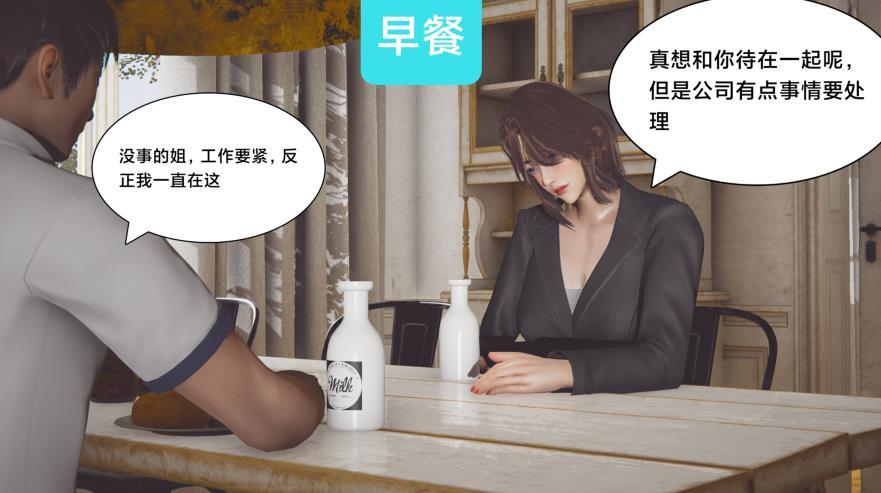 早餐
真想和你待在一起呢，
但是公司有点事情要处
理
没事的姐，工作要紧，反
正我一直在这
Milk